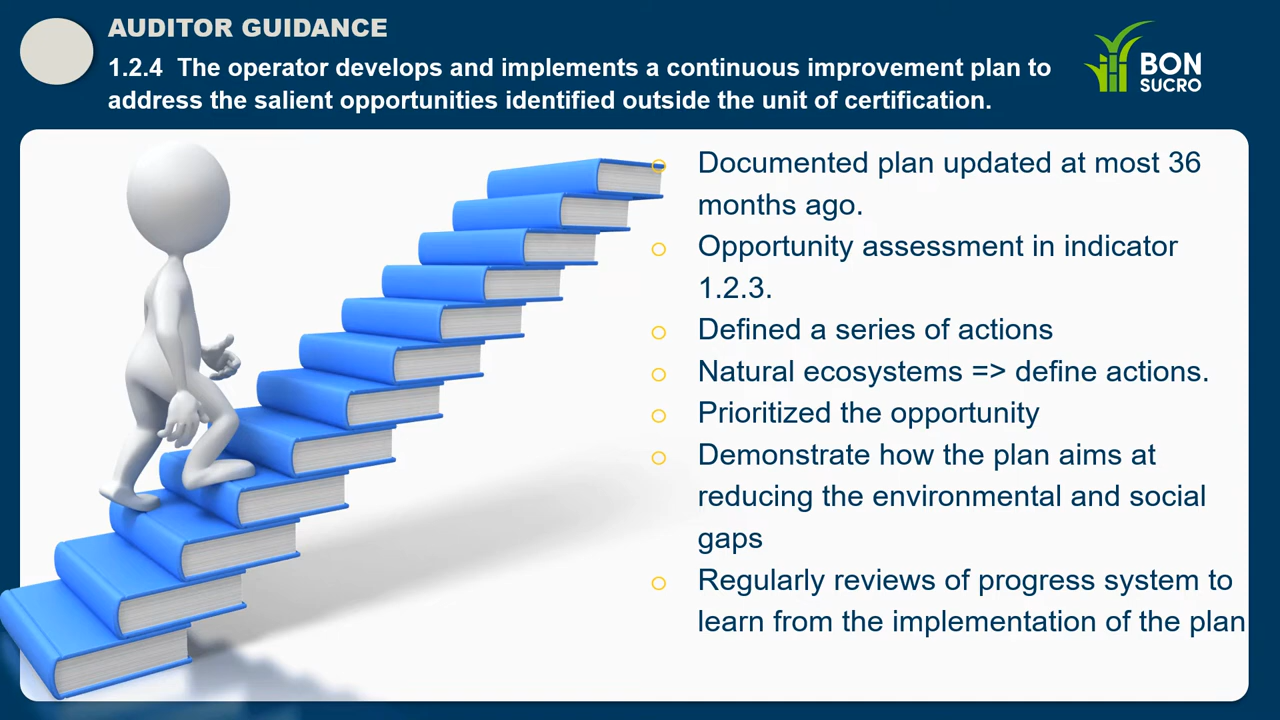 AUDITOR GUIDANCE
1.2.4 The operator develops and implements a continuous improvement plan to
address the salient opportunities identified outside the unit of certification.
BON
SUCRO
Documented plan updated at most 36
months ago.
Opportunity assessment in indicator
1.2.3.
Defined a series of actions
Natural ecosystems => define actions.
Prioritized the opportunity
Demonstrate how the plan aims at
reducing the environmental and social
gaps
Regularly reviews of progress system to
learn from the implementation of the plan